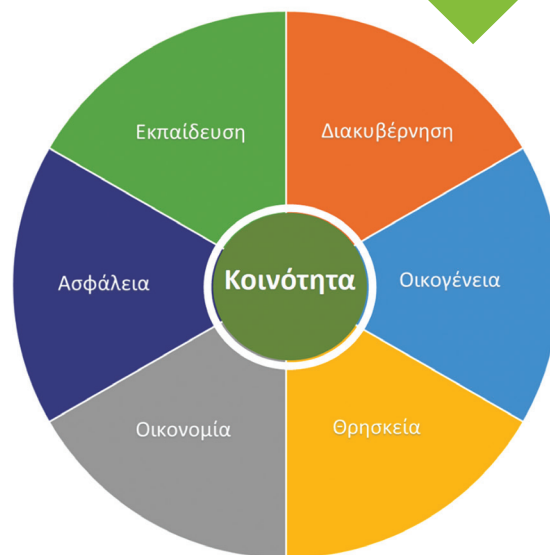 Εκπαίδευση
Διακυβέρνηση
Ασφάλεια
Κοινότητα
Οικογένεια
Οικονομία
Θρησκεία